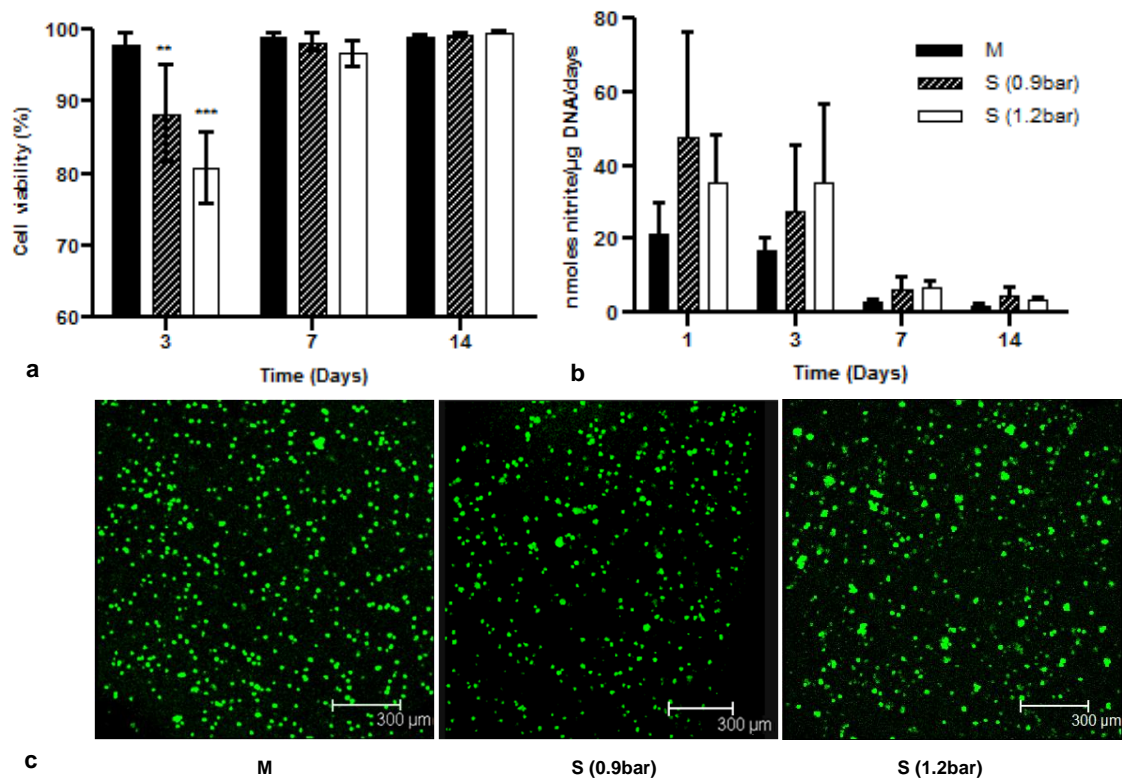 Cell viability (%)
100
90
80
70
60
**
***
3
7
14
Time (Days)
a
nmoles nitrite/µg DNA/days
80
60
40
20
0
M
S (0.9bar)
S (1.2bar)
1
3
7
14
Time (Days)
b
300 µm
300 µm
300 µm
c
M
S (0.9bar)
S (1.2bar)